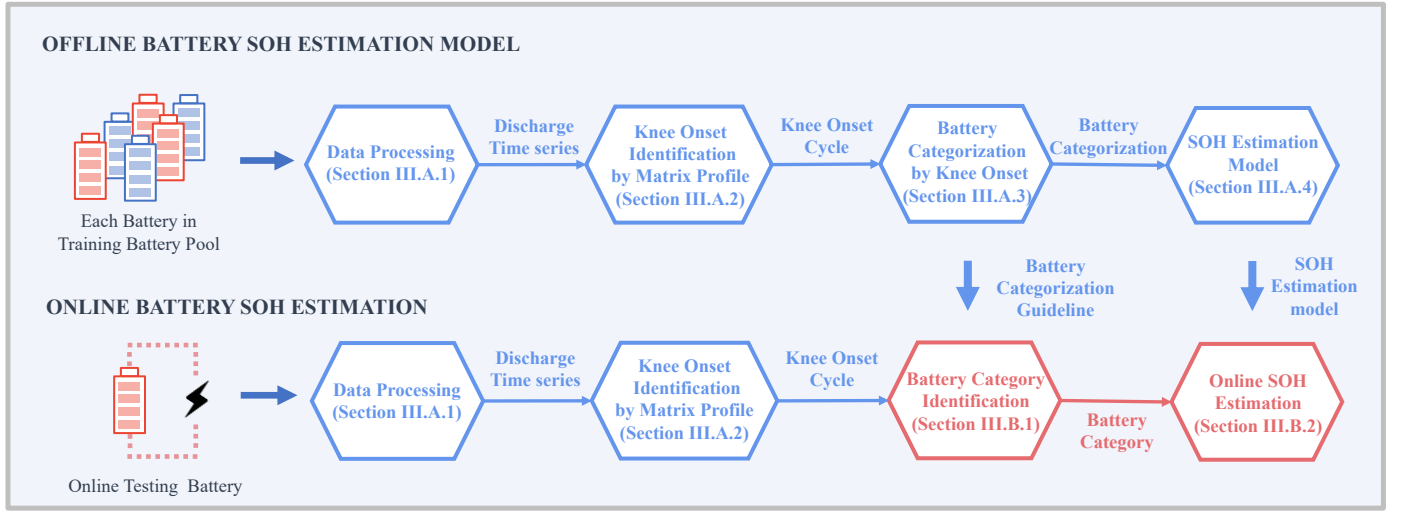 OFFLINE BATTERY SOH ESTIMATION MODEL
Each Battery in
Training Battery Pool
Data Processing
(Section III.A.1)
Discharge
Time series
Knee Onset
Identification
by Matrix Profile
(Section III.A.2)
Knee Onset
Cycle
Battery
Categorization
by Knee Onset
(Section III.A.3)
Battery
Categorization
SOH Estimation
Model
(Section III.A.4)
Battery
Categorization
Guideline
SOH
Estimation
model
ONLINE BATTERY SOH ESTIMATION
Online Testing Battery
Data Processing
(Section III.A.1)
Discharge
Time series
Knee Onset
Identification
by Matrix Profile
(Section III.A.2)
Knee Onset
Cycle
Battery Category
Identification
(Section III.B.1)
Battery
Category
Online SOH
Estimation
(Section III.B.2)